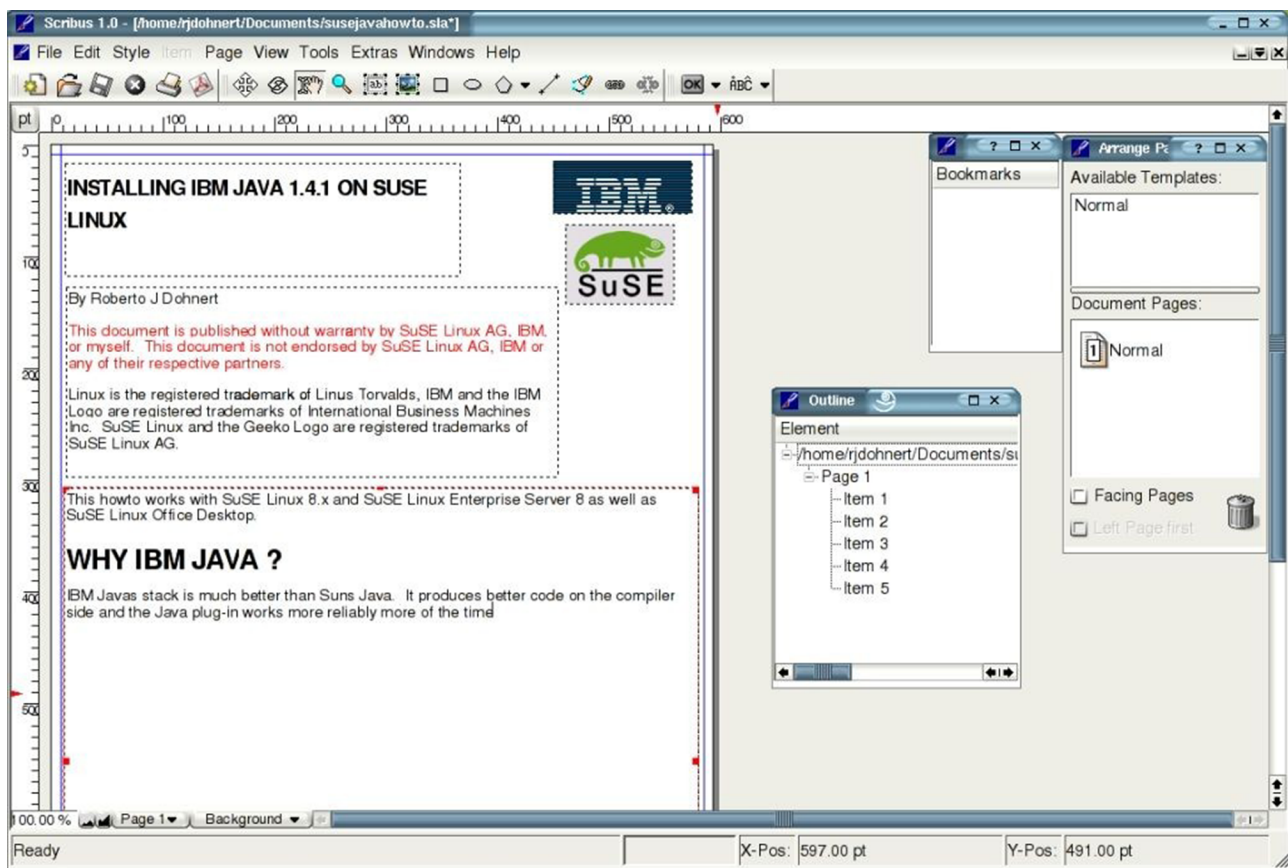 Scribus 1.0 - [/home/rjdohnert/Documents/susejavahowto.sla*]
File Edit Style Item Page View Tools Extras Windows Help
OK ÀBĈ
pt 0 100 200 300 400 500 600
0
100
200
300
400
500
INSTALLING IBM JAVA 1.4.1 ON SUSE
LINUX
IBM®
SuSE
By Roberto J Dohnert
This document is published without warranty by SuSE Linux AG, IBM,
or myself. This document is not endorsed by SuSE Linux AG, IBM or
any of their respective partners.
Linux is the registered trademark of Linus Torvalds, IBM and the IBM
Logo are registered trademarks of International Business Machines
Inc. SuSE Linux and the Geeko Logo are registered trademarks of
SuSE Linux AG.
This howto works with SuSE Linux 8.x and SuSE Linux Enterprise Server 8 as well as
SuSE Linux Office Desktop.
WHY IBM JAVA ?
IBM Javas stack is much better than Suns Java. It produces better code on the compiler
side and the Java plug-in works more reliably more of the time
Bookmarks
Arrange Pa
Available Templates:
Normal
Document Pages:
1 Normal
Facing Pages
Left Page first
Outline
Element
/home/rjdohnert/Documents/su
Page 1
Item 1
Item 2
Item 3
Item 4
Item 5
100.00 % Page 1 Background
Ready X-Pos: 597.00 pt Y-Pos: 491.00 pt